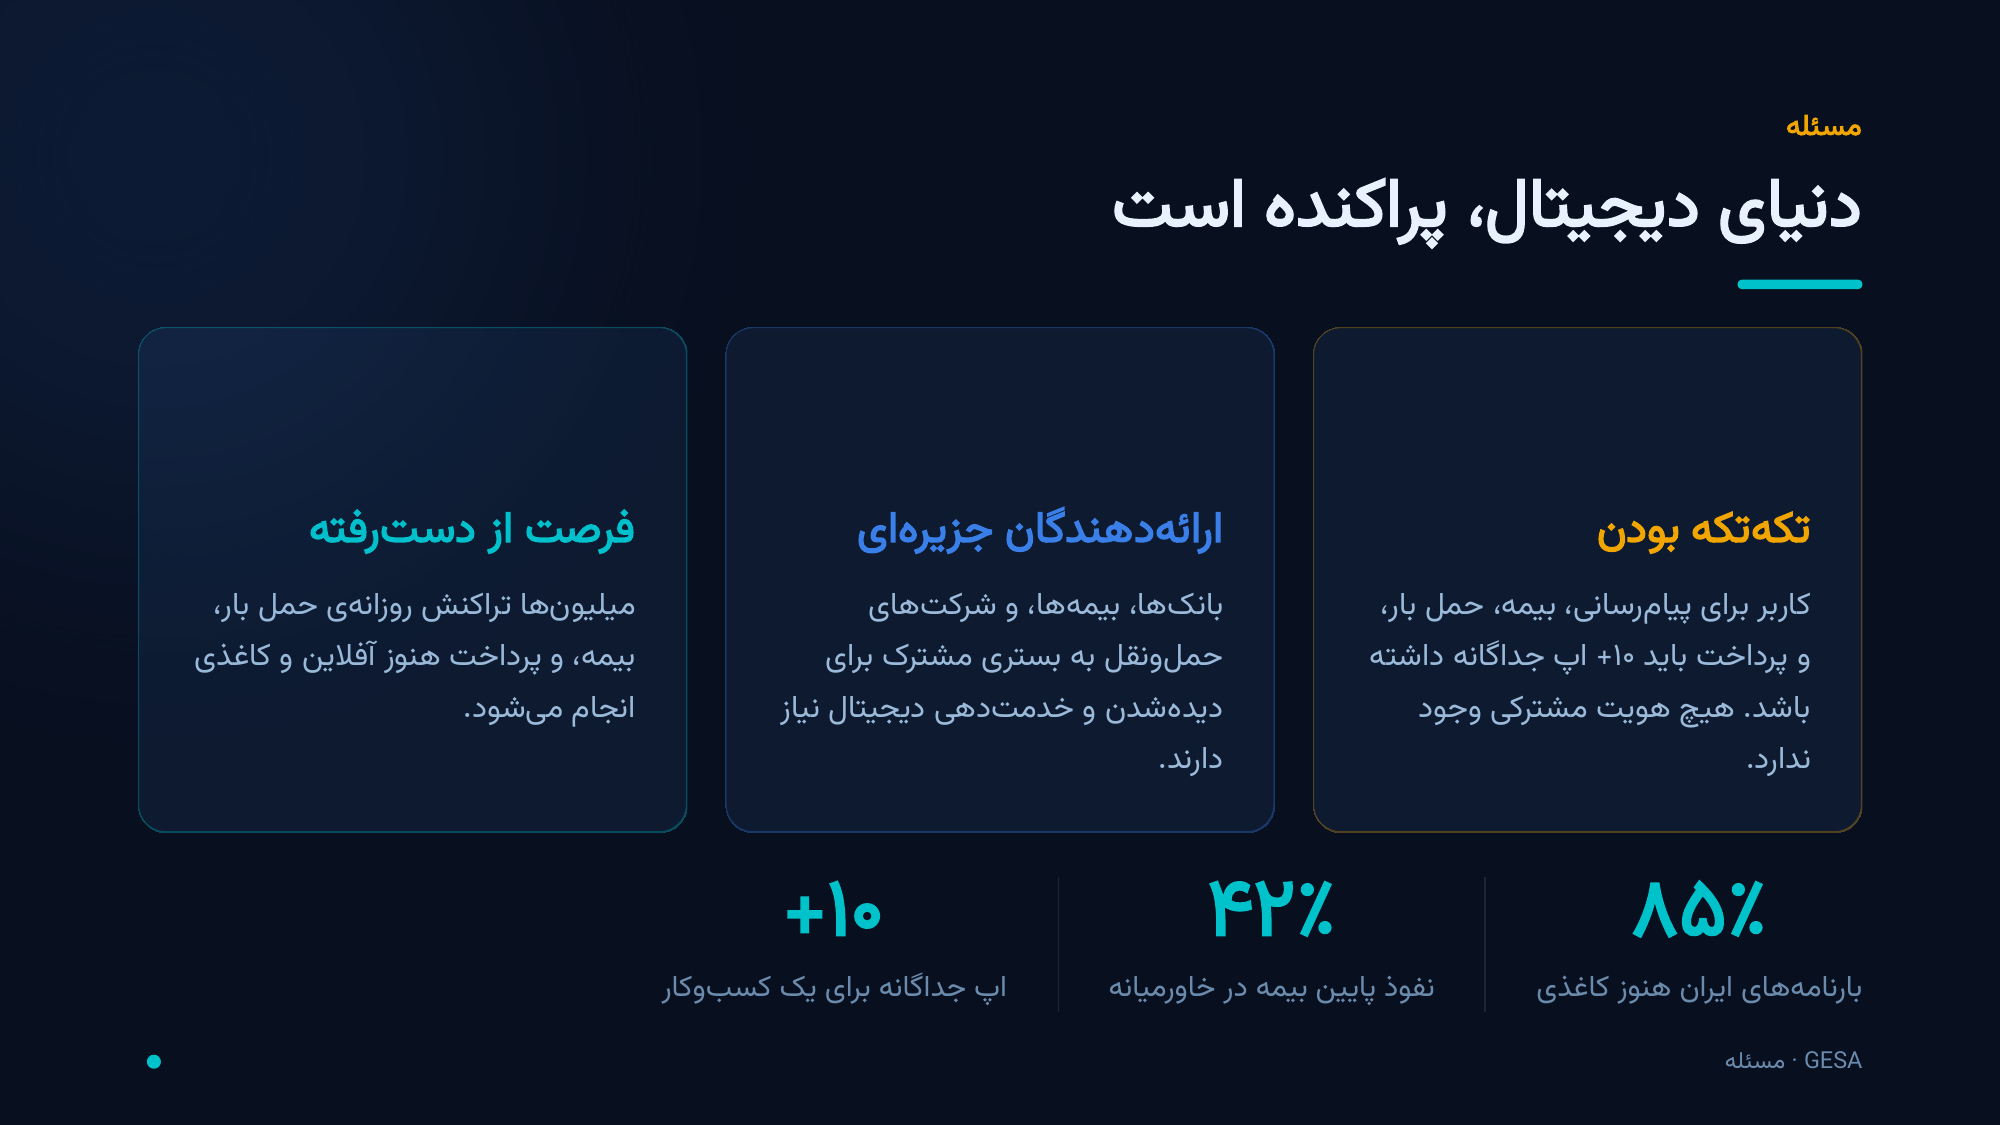 مسئله
دنیای دیجیتال، پراکنده است
تکه‌تکه بودن
کاربر برای پیام‌رسانی، بیمه، حمل بار،
و پرداخت باید ۱۰+ اپ جداگانه داشته
باشد. هیچ هویت مشترکی وجود
ندارد.
ارائه‌دهندگان جزیره‌ای
بانک‌ها، بیمه‌ها، و شرکت‌های
حمل‌ونقل به بستری مشترک برای
دیده‌شدن و خدمت‌دهی دیجیتال نیاز
دارند.
فرصت از دست‌رفته
میلیون‌ها تراکنش روزانه‌ی حمل بار،
بیمه، و پرداخت هنوز آفلاین و کاغذی
انجام می‌شود.
۸۵٪
بارنامه‌های ایران هنوز کاغذی
۴۲٪
نفوذ پایین بیمه در خاورمیانه
۱۰+
اپ جداگانه برای یک کسب‌وکار
GESA · مسئله